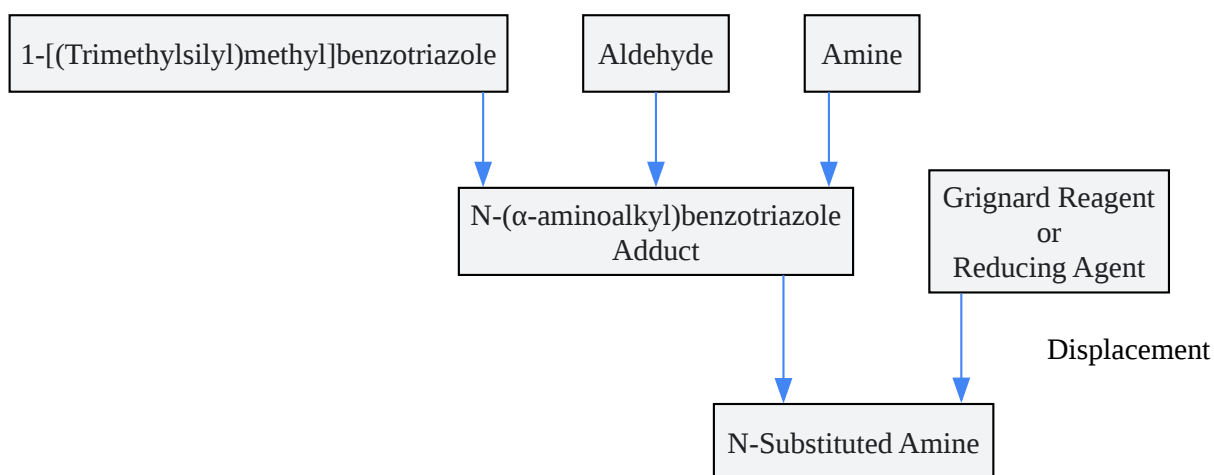 1-[(Trimethylsilyl)methyl]benzotriazole
Aldehyde
Amine
N-(α-aminoalkyl)benzotriazole
Adduct
Grignard Reagent
or
Reducing Agent
Displacement
N-Substituted Amine